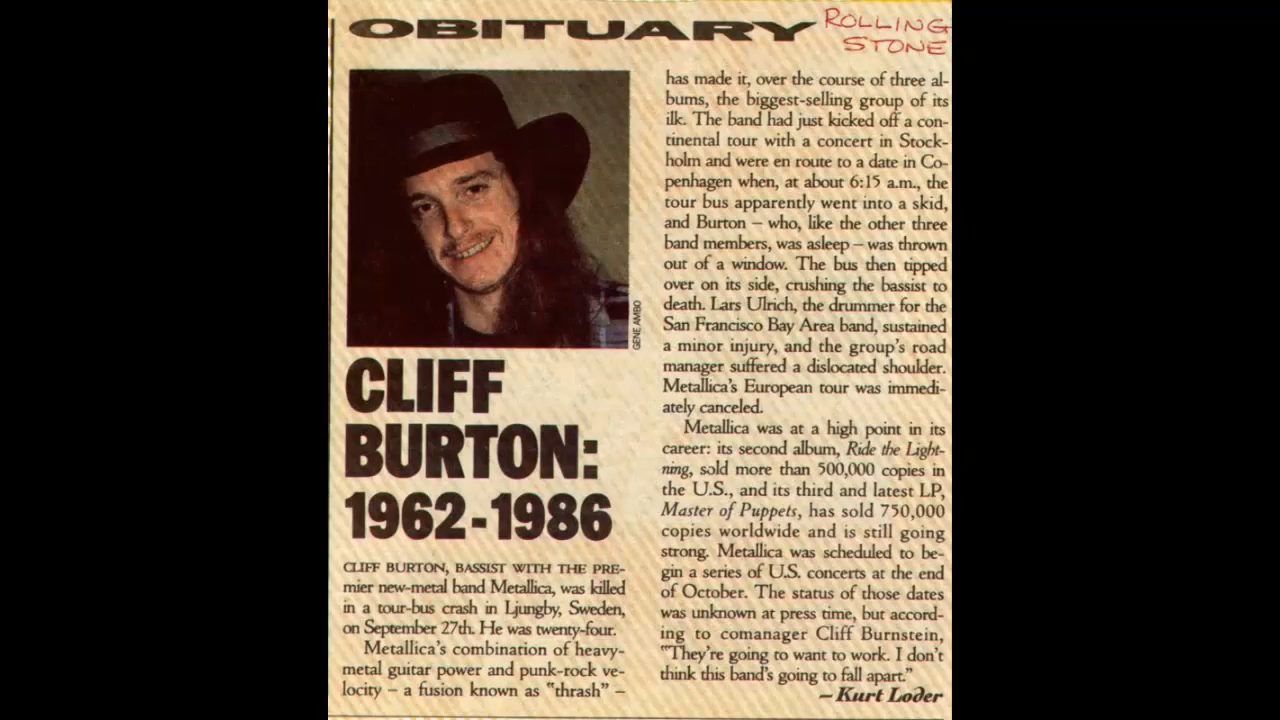 OBITUARY
ROLLING
STONE
GENE AMBO
CLIFF
BURTON:
1962-1986
CLIFF BURTON, BASSIST WITH THE PRE-
mier new-metal band Metallica, was killed
in a tour-bus crash in Ljungby, Sweden,
on September 27th. He was twenty-four.
Metallica's combination of heavy-
metal guitar power and punk-rock ve-
locity – a fusion known as "thrash" –
has made it, over the course of three al-
bums, the biggest-selling group of its
ilk. The band had just kicked off a con-
tinental tour with a concert in Stock-
holm and were en route to a date in Co-
penhagen when, at about 6:15 a.m., the
tour bus apparently went into a skid,
and Burton – who, like the other three
band members, was asleep – was thrown
out of a window. The bus then tipped
over on its side, crushing the bassist to
death. Lars Ulrich, the drummer for the
San Francisco Bay Area band, sustained
a minor injury, and the group's road
manager suffered a dislocated shoulder.
Metallica's European tour was immedi-
ately canceled.
Metallica was at a high point in its
career: its second album, Ride the Light-
ning, sold more than 500,000 copies in
the U.S., and its third and latest LP,
Master of Puppets, has sold 750,000
copies worldwide and is still going
strong. Metallica was scheduled to be-
gin a series of U.S. concerts at the end
of October. The status of those dates
was unknown at press time, but accord-
ing to comanager Cliff Burnstein,
"They're going to want to work. I don't
think this band's going to fall apart."
– Kurt Loder